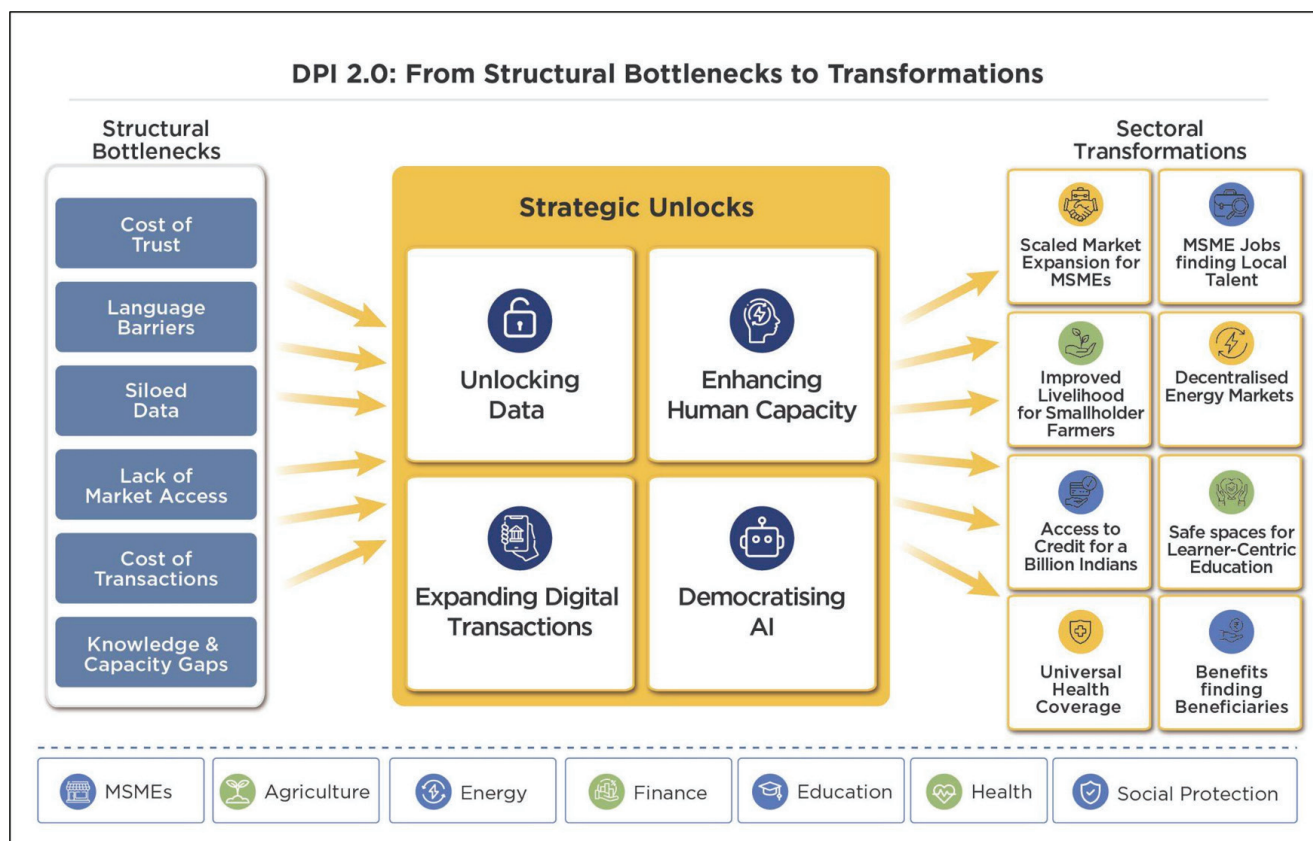 DPI 2.0: From Structural Bottlenecks to Transformations
Structural
Bottlenecks
Cost of
Trust
Language
Barriers
Siloed
Data
Lack of
Market Access
Cost of
Transactions
Knowledge &
Capacity Gaps
Strategic Unlocks
Unlocking
Data
Enhancing
Human Capacity
Expanding Digital
Transactions
Democratising
AI
Sectoral
Transformations
Scaled Market
Expansion for
MSMEs
MSME Jobs
finding Local
Talent
Improved
Livelihood
for Smallholder
Farmers
Decentralised
Energy Markets
Access to
Credit for a
Billion Indians
Safe spaces for
Learner-Centric
Education
Universal
Health
Coverage
Benefits
finding
Beneficiaries
MSMEs
Agriculture
Energy
Finance
Education
Health
Social Protection